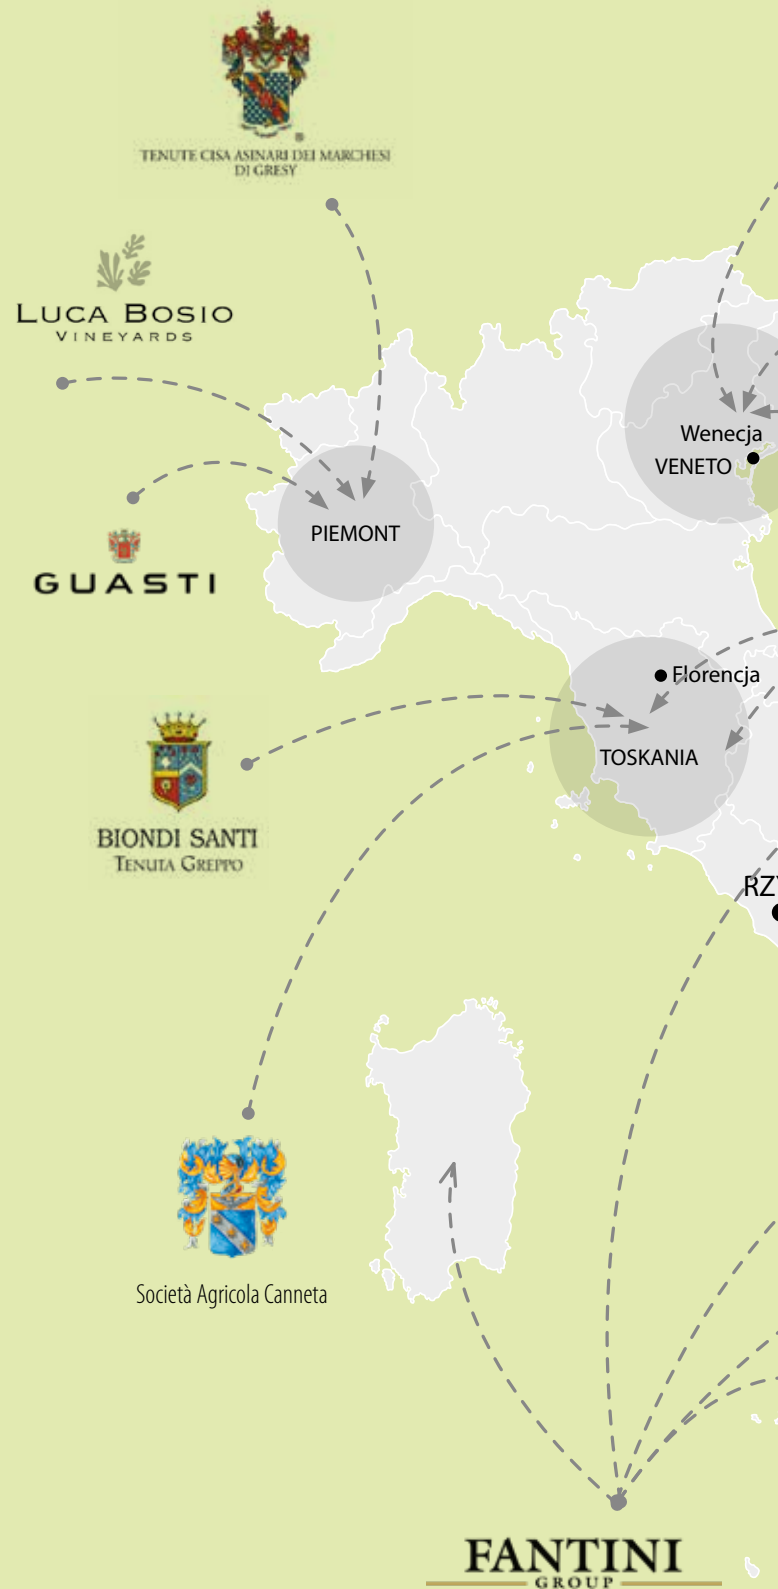 TENUTE CISA ASINARI DEI MARCHESI
DI GRESY
LUCA BOSIO
VINEYARDS
Wenecja
VENETO
PIEMONT
GUASTI
Florencja
TOSKANIA
BIONDI SANTI
TENUTA GREPPO
RZY
Società Agricola Canneta
FANTINI
GROUP